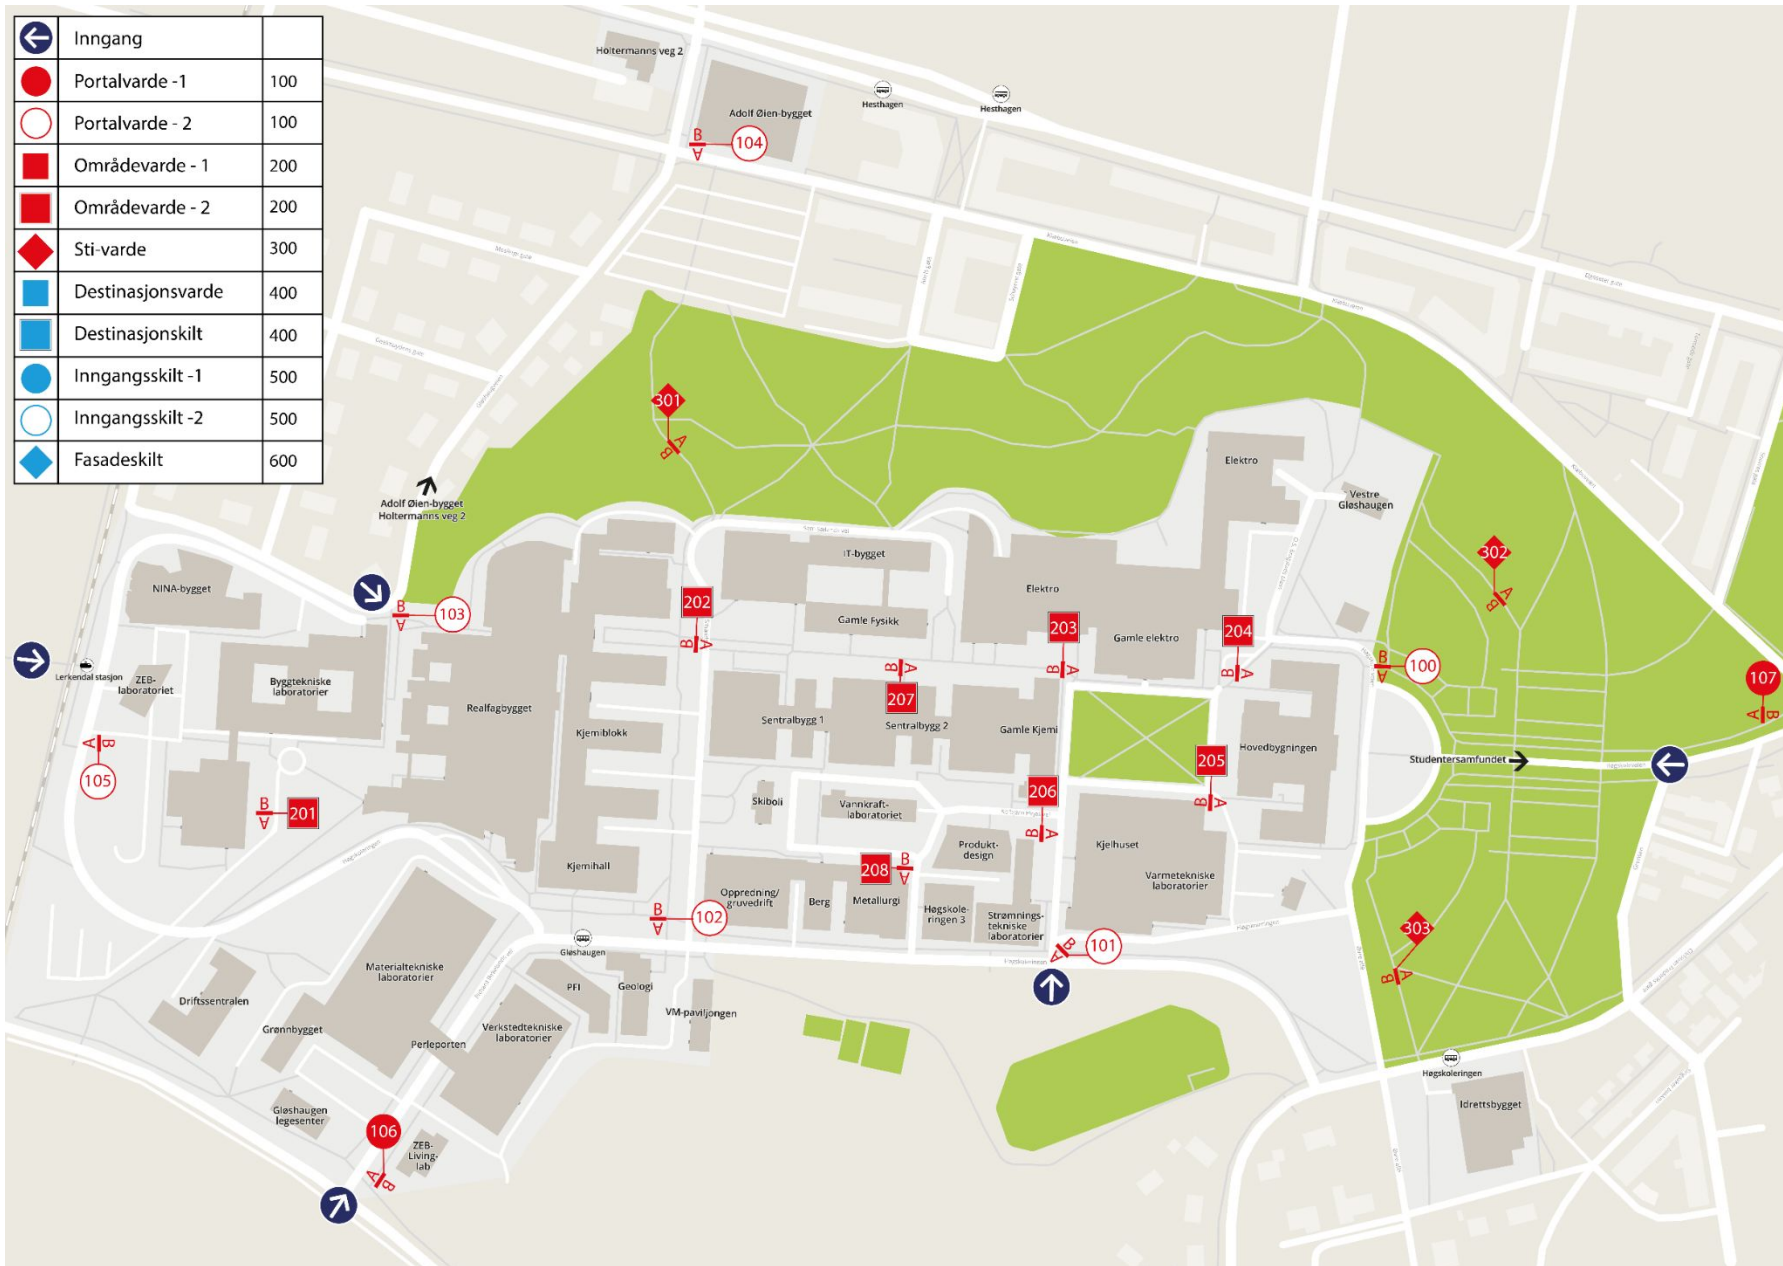 Inngang
Portalvarde -1 100
Portalvarde - 2 100
Områdevarde - 1 200
Områdevarde - 2 200
Sti-varde 300
Destinasjonsvarde 400
Destinasjonskilt 400
Inngangsskilt -1 500
Inngangsskilt -2 500
Fasadeskilt 600
Holtermanns veg 2
Adolf Øien-bygget
Hesthagen
Hesthagen
B
A
104
301
A
B
Elektro
Vestre
Gløshaugen
Adolf Øien-bygget
Holtermanns veg 2
302
A
B
NINA-bygget
B
A
103
202
B
A
IT-bygget
Gamle Fysikk
Elektro
203
B
A
Gamle elektro
204
B
A
B
A
100
107
A
B
Lerkendal stasjon
ZEB-
laboratoriet
Byggtekniske
laboratorier
Realfagbygget
Kjemiblokk
Sentralbygg 1
B
A
207
Sentralbygg 2
Gamle Kjemi
205
B
A
Hovedbygningen
Studentersamfundet
A
B
105
B
A
201
Skiboli
Vannkraft-
laboratoriet
206
B
A
Produkt-
design
Kjelhuset
Varmetekniske
laboratorier
Kjemihall
Høgskoleringen
Oppredning/
gruvedrift
Berg
208
B
A
Metallurgi
Høgskole-
ringen 3
Strømnings-
tekniske
laboratorier
B
A
102
B
A
101
303
A
B
Gløshaugen
Materialtekniske
laboratorier
Driftssentralen
Grønnbygget
Perleporten
Verkstedtekniske
laboratorier
PFI
Geologi
VM-paviljongen
Gløshaugen
legesenter
106
A
B
ZEB-
Living-
lab
Høgskoleringen
Idrettsbygget